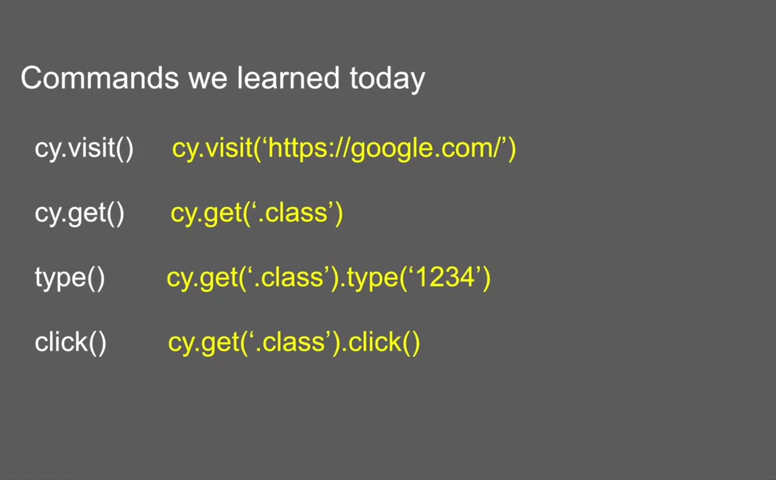 Commands we learned today
cy.visit() cy.visit(‘https://google.com/’)
cy.get() cy.get(‘.class’)
type() cy.get(‘.class’).type(‘1234’)
click() cy.get(‘.class’).click()